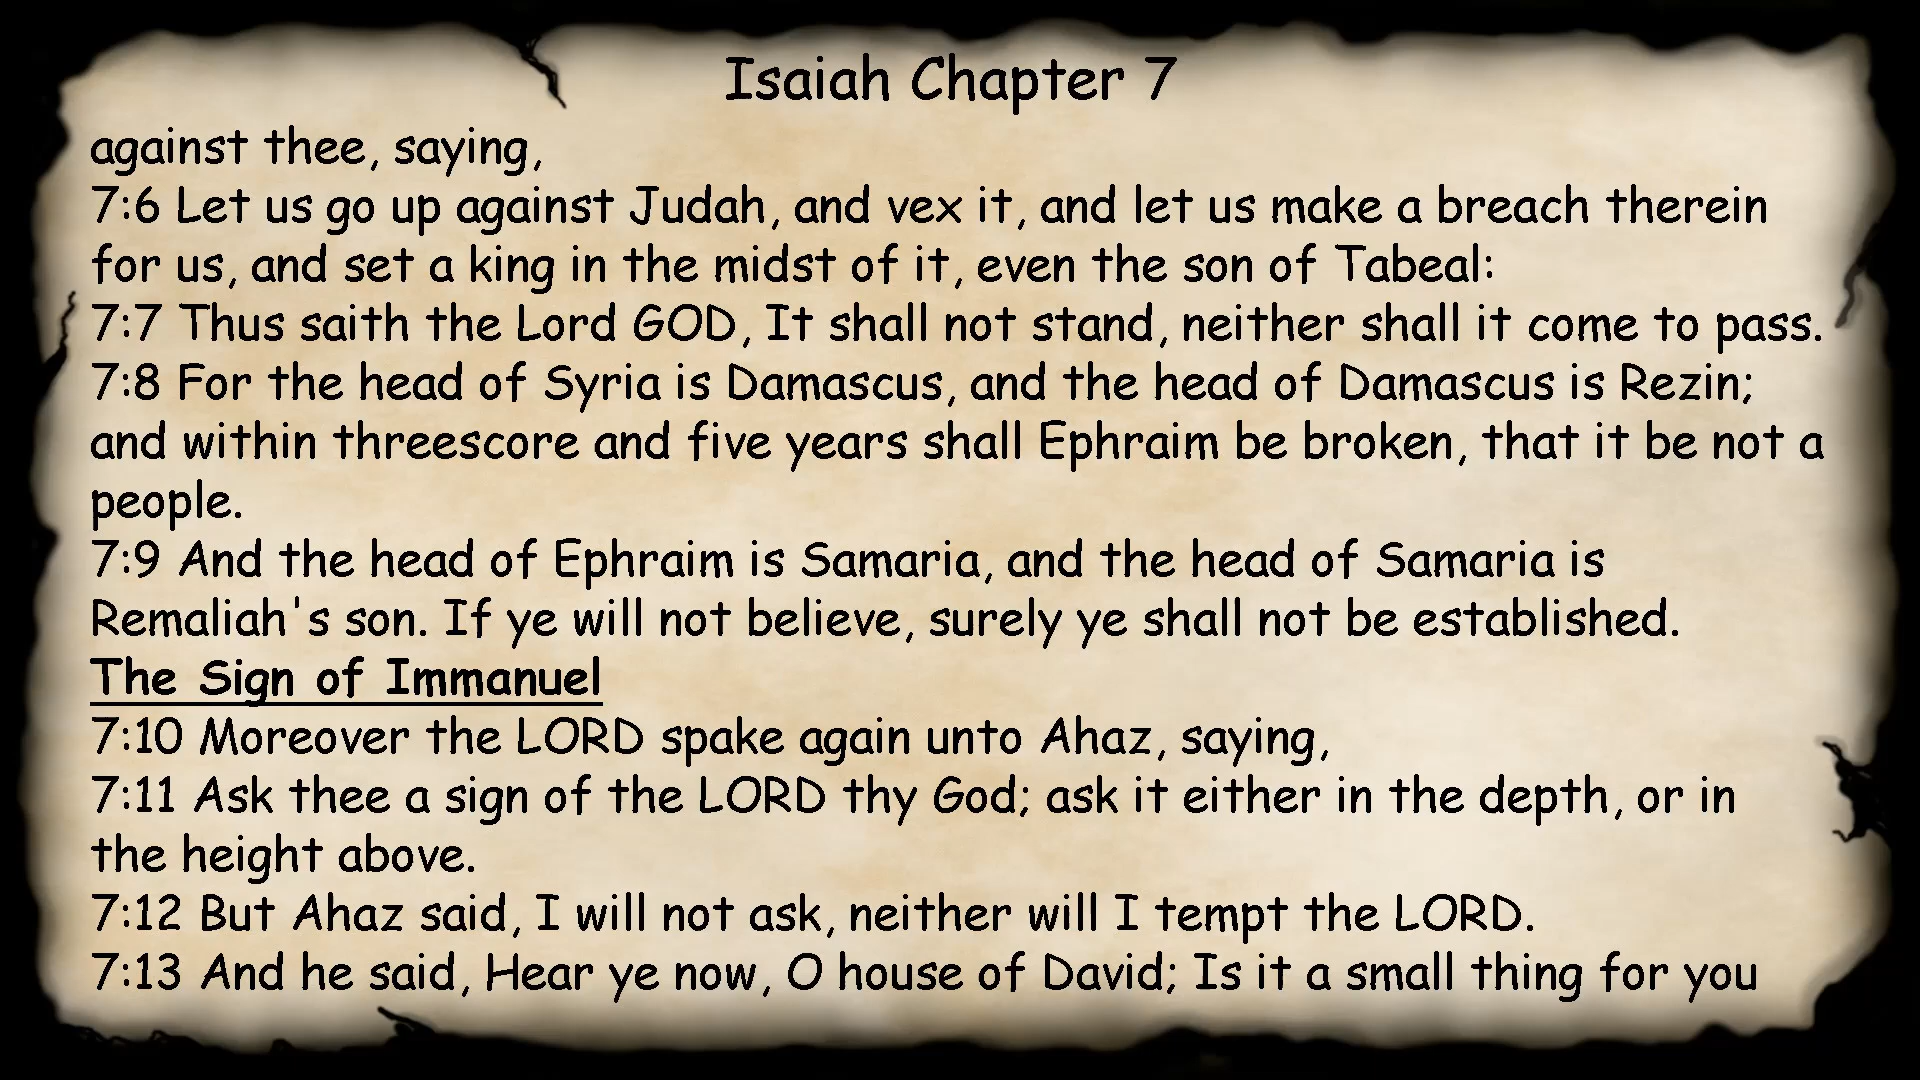 Isaiah Chapter 7
against thee, saying,
7:6 Let us go up against Judah, and vex it, and let us make a breach therein
for us, and set a king in the midst of it, even the son of Tabeal:
7:7 Thus saith the Lord GOD, It shall not stand, neither shall it come to pass.
7:8 For the head of Syria is Damascus, and the head of Damascus is Rezin;
and within threescore and five years shall Ephraim be broken, that it be not a
people.
7:9 And the head of Ephraim is Samaria, and the head of Samaria is
Remaliah's son. If ye will not believe, surely ye shall not be established.
The Sign of Immanuel
7:10 Moreover the LORD spake again unto Ahaz, saying,
7:11 Ask thee a sign of the LORD thy God; ask it either in the depth, or in
the height above.
7:12 But Ahaz said, I will not ask, neither will I tempt the LORD.
7:13 And he said, Hear ye now, O house of David; Is it a small thing for you